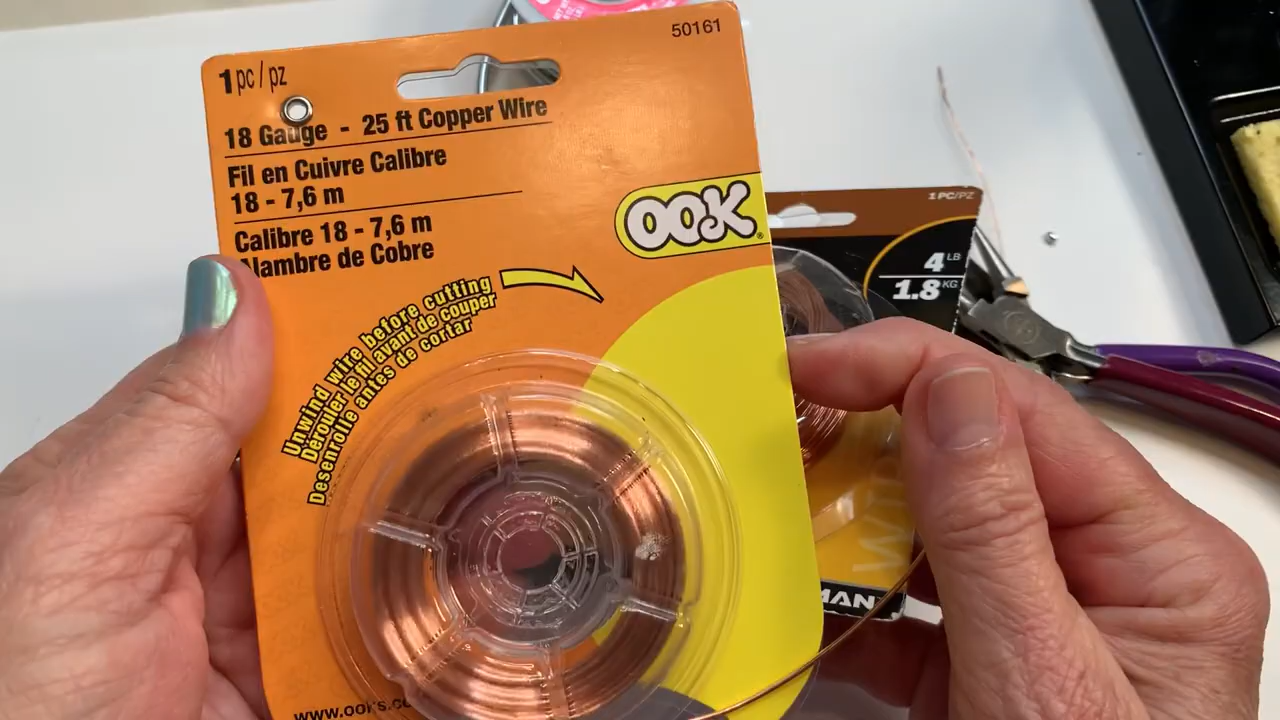 50161
1 pc / pz
18 Gauge - 25 ft Copper Wire
Fil en Cuivre Calibre
18 - 7,6 m
Calibre 18 - 7,6 m
Alambre de Cobre
OOK®
Unwind wire before cutting
Dérouler le fil avant de couper
Desenrolle antes de cortar
1 PC/PZ
4 LB
1.8 KG